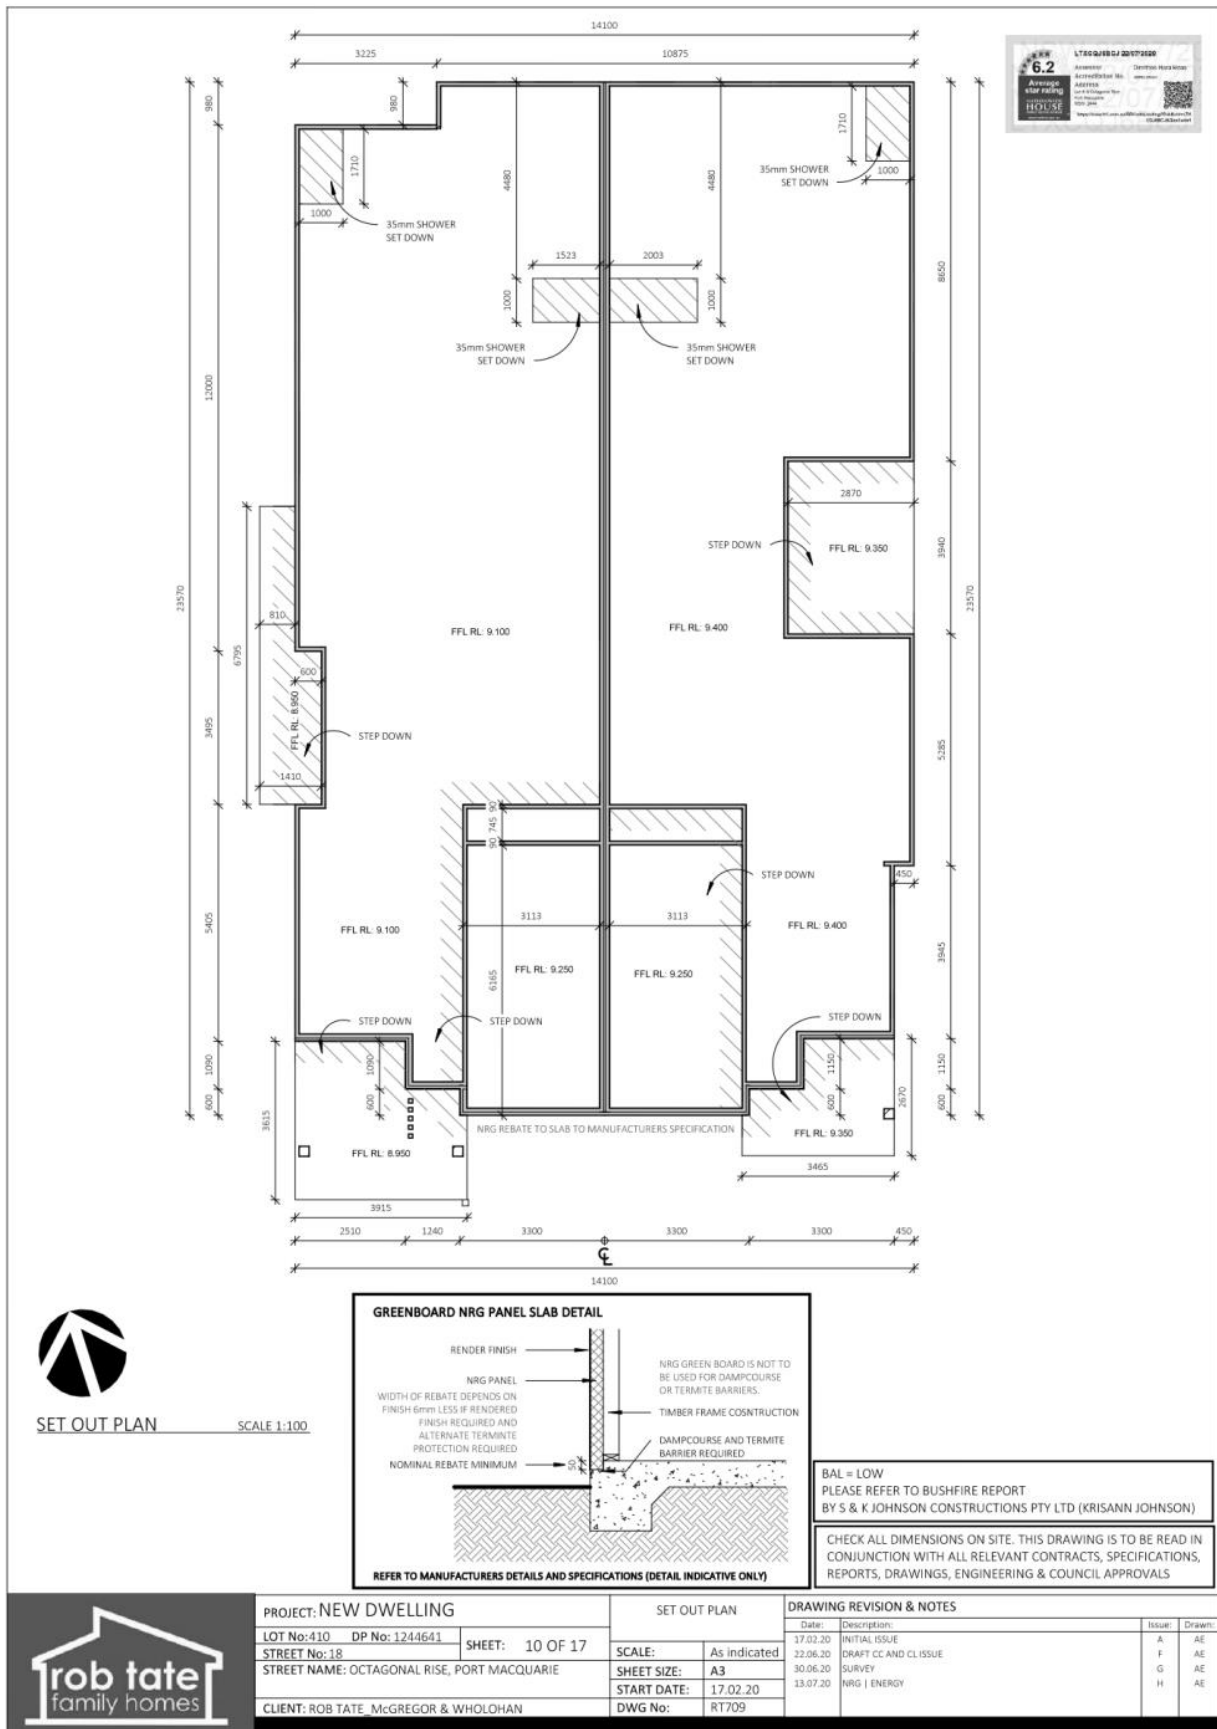 14100
3225
10875
980
980
1710
1000
35mm SHOWER
SET DOWN
4480
4480
1710
35mm SHOWER
SET DOWN
1000
1523
2003
1000
1000
35mm SHOWER
SET DOWN
35mm SHOWER
SET DOWN
8650
12000
23570
2870
STEP DOWN
FFL RL: 9.350
3940
23570
810
6795
FFL RL: 9.100
FFL RL: 9.400
600
FFL RL: 8.950
3495
STEP DOWN
1410
5285
90
745
90
STEP DOWN
450
5405
3113
3113
FFL RL: 9.100
FFL RL: 9.400
FFL RL: 9.250
FFL RL: 9.250
6165
3945
STEP DOWN
STEP DOWN
STEP DOWN
1090
1090
1150
1150
600
600
600
600
2670
3615
NRG REBATE TO SLAB TO MANUFACTURERS SPECIFICATION
FFL RL: 9.350
FFL RL: 8.950
3465
3915
2510
1240
3300
3300
3300
450
CL
14100
6.2
Average
star rating
HOUSE
LTXCQJ6BGJ 22/07/2020
Assessor
Accreditation No.
Address
GREENBOARD NRG PANEL SLAB DETAIL
RENDER FINISH
NRG PANEL
WIDTH OF REBATE DEPENDS ON
FINISH 6mm LESS IF RENDERED
FINISH REQUIRED AND
ALTERNATE TERMINTE
PROTECTION REQUIRED
NOMINAL REBATE MINIMUM
50
NRG GREEN BOARD IS NOT TO
BE USED FOR DAMPCOURSE
OR TERMITE BARRIERS.
TIMBER FRAME COSNTRUCTION
DAMPCOURSE AND TERMITE
BARRIER REQUIRED
REFER TO MANUFACTURERS DETAILS AND SPECIFICATIONS (DETAIL INDICATIVE ONLY)
SET OUT PLAN
SCALE 1:100
BAL = LOW
PLEASE REFER TO BUSHFIRE REPORT
BY S & K JOHNSON CONSTRUCTIONS PTY LTD (KRISANN JOHNSON)
CHECK ALL DIMENSIONS ON SITE. THIS DRAWING IS TO BE READ IN
CONJUNCTION WITH ALL RELEVANT CONTRACTS, SPECIFICATIONS,
REPORTS, DRAWINGS, ENGINEERING & COUNCIL APPROVALS
rob tate
family homes
PROJECT: NEW DWELLING
LOT No:410 DP No: 1244641
STREET No: 18
SHEET: 10 OF 17
STREET NAME: OCTAGONAL RISE, PORT MACQUARIE
CLIENT: ROB TATE_McGREGOR & WHOLOHAN
SET OUT PLAN
SCALE: As indicated
SHEET SIZE: A3
START DATE: 17.02.20
DWG No: RT709
DRAWING REVISION & NOTES
Date: Description: Issue: Drawn:
17.02.20 INITIAL ISSUE A AE
22.06.20 DRAFT CC AND CL ISSUE F AE
30.06.20 SURVEY G AE
13.07.20 NRG | ENERGY H AE